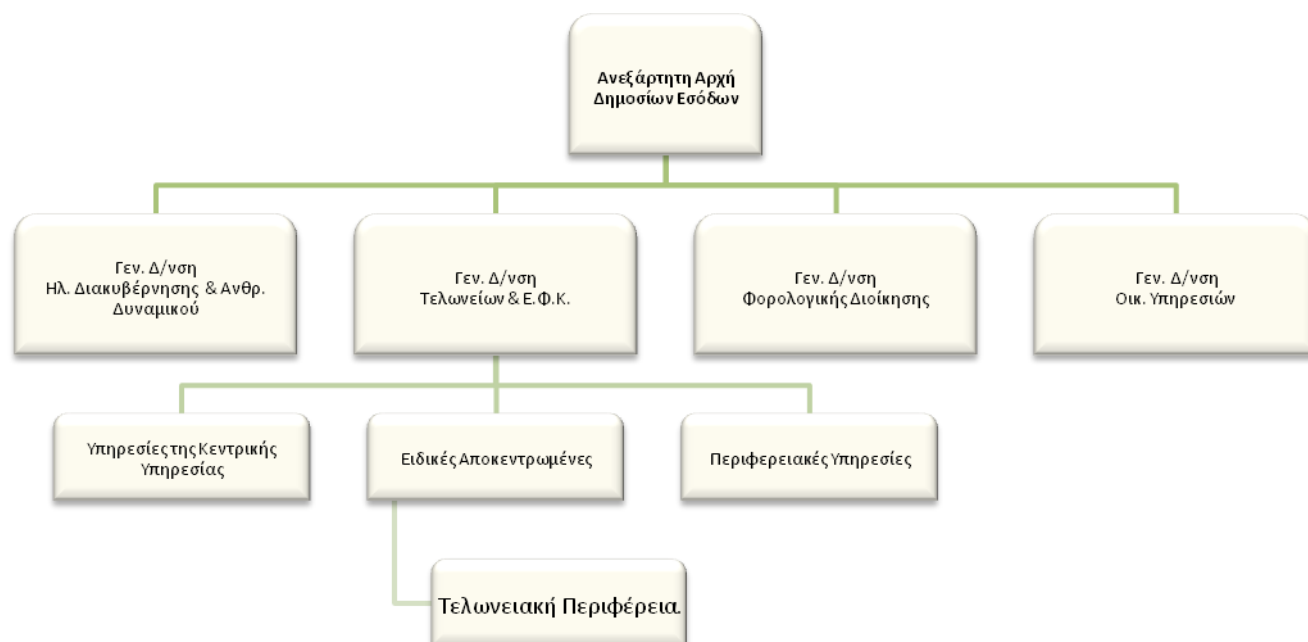 Ανεξάρτητη Αρχή
Δημοσίων Εσόδων
Γεν. Δ/νση
Ηλ. Διακυβέρνησης & Ανθρ.
Δυναμικού
Γεν. Δ/νση
Τελωνείων & Ε.Φ.Κ.
Γεν. Δ/νση
Φορολογικής Διοίκησης
Γεν. Δ/νση
Οικ. Υπηρεσιών
Υπηρεσίες της Κεντρικής
Υπηρεσίας
Ειδικές Αποκεντρωμένες
Περιφερειακές Υπηρεσίες
Τελωνειακή Περιφέρεια.